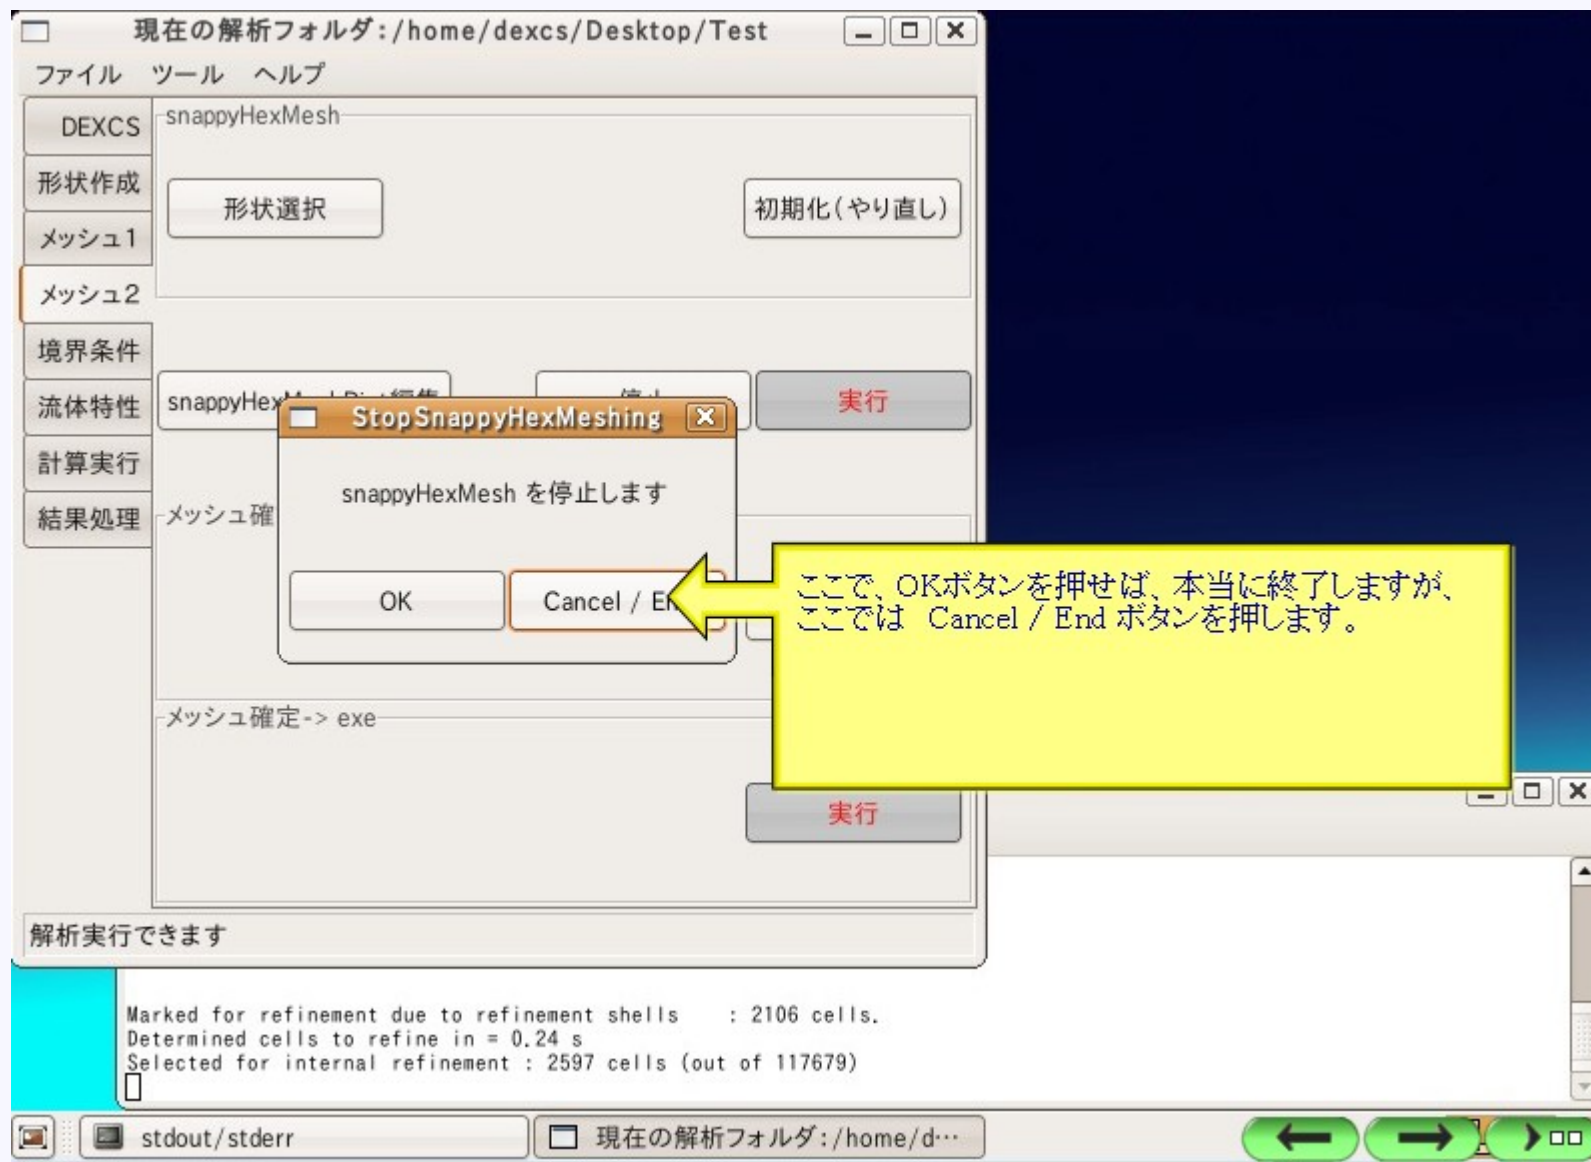 現在の解析フォルダ:/home/dexcs/Desktop/Test
ファイル ツール ヘルプ
DEXCS
形状作成
メッシュ1
メッシュ2
境界条件
流体特性
計算実行
結果処理
snappyHexMesh
形状選択
初期化(やり直し)
実行
StopSnappyHexMeshing
snappyHexMesh を停止します
OK
Cancel /
ここで、OKボタンを押せば、本当に終了しますが、
ここでは Cancel / End ボタンを押します。
メッシュ確定-> exe
実行
解析実行できます
Marked for refinement due to refinement shells : 2106 cells.
Determined cells to refine in = 0.24 s
Selected for internal refinement : 2597 cells (out of 117679)
stdout/stderr
現在の解析フォルダ:/home/d…